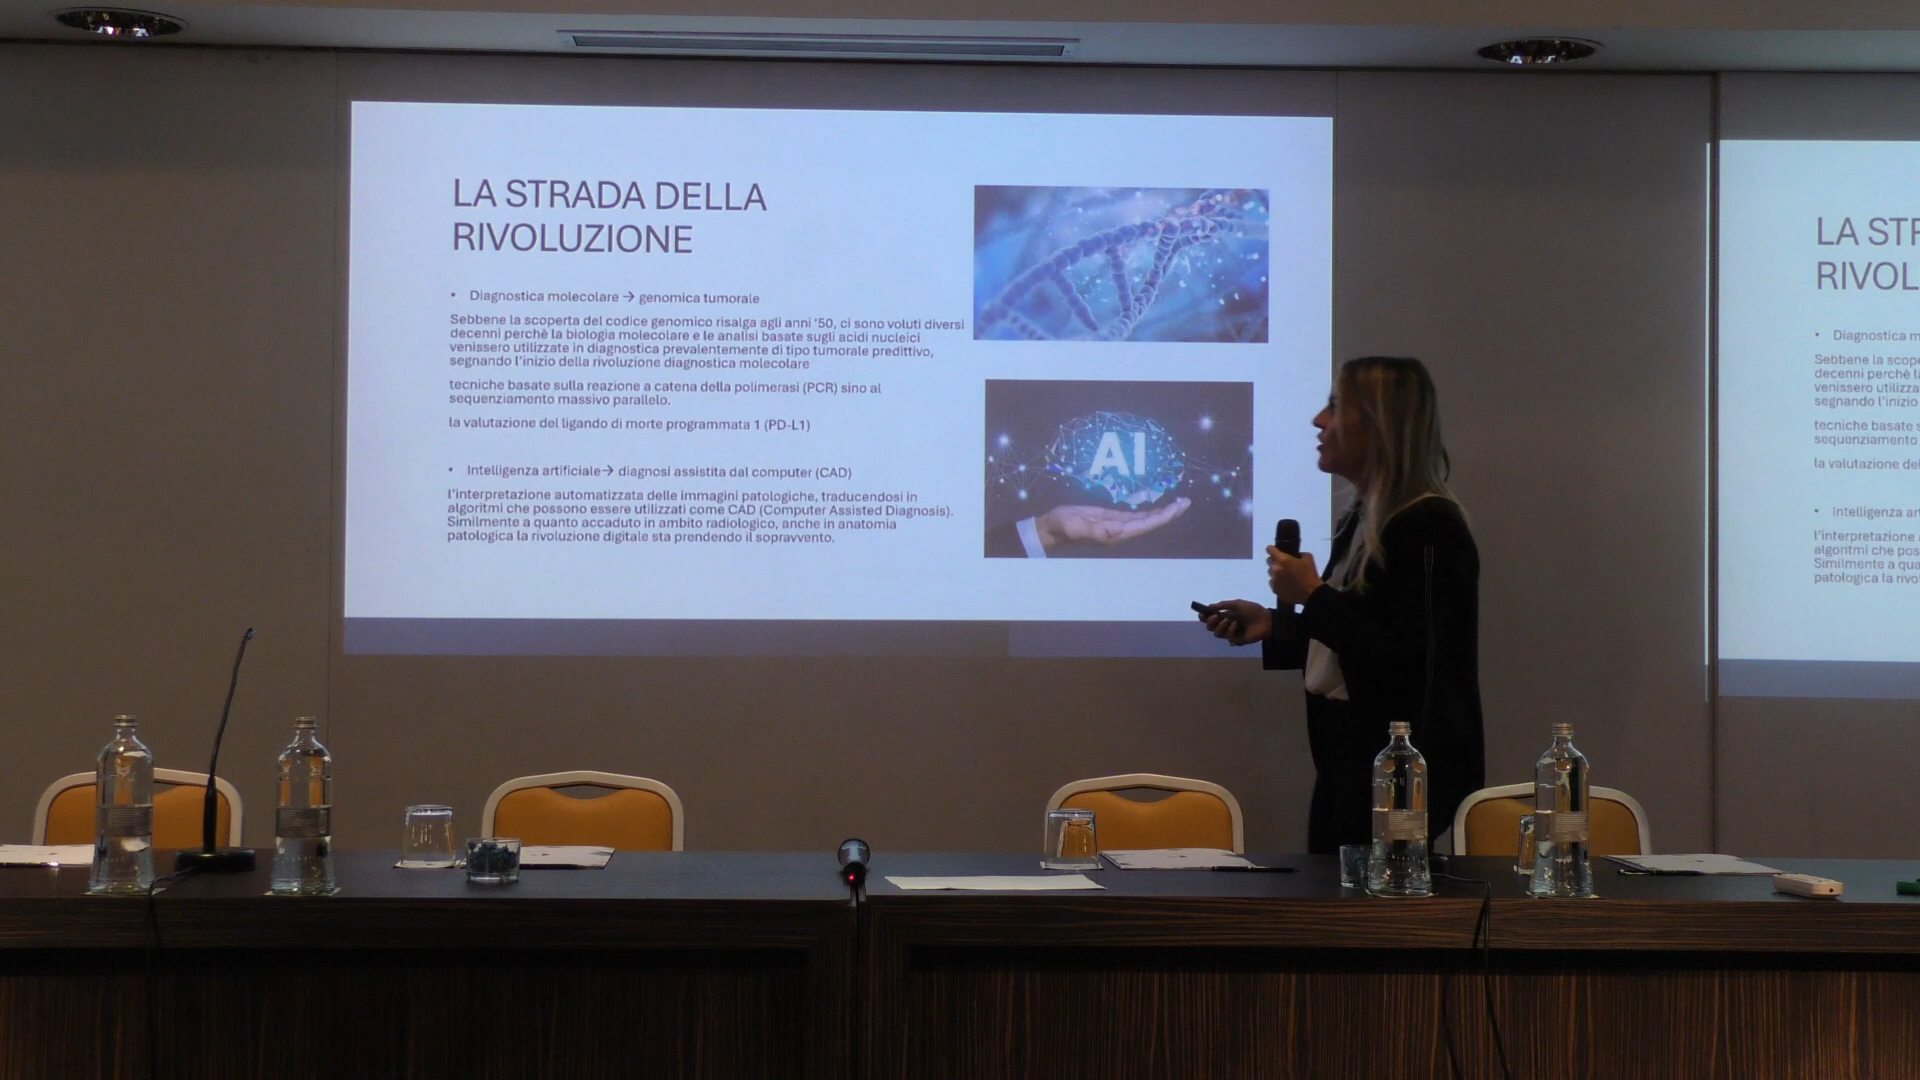 LA STRADA DELLA
RIVOLUZIONE
• Diagnostica molecolare → genomica tumorale
Sebbene la scoperta del codice genomico risalga agli anni '50, ci sono voluti diversi
decenni perchè la biologia molecolare e le analisi basate sugli acidi nucleici
venissero utilizzate in diagnostica prevalentemente di tipo tumorale predittivo,
segnando l'inizio della rivoluzione diagnostica molecolare
tecniche basate sulla reazione a catena della polimerasi (PCR) sino al
sequenziamento massivo parallelo.
la valutazione del ligando di morte programmata 1 (PD-L1)
• Intelligenza artificiale→ diagnosi assistita dal computer (CAD)
l'interpretazione automatizzata delle immagini patologiche, traducendosi in
algoritmi che possono essere utilizzati come CAD (Computer Assisted Diagnosis).
Similmente a quanto accaduto in ambito radiologico, anche in anatomia
patologica la rivoluzione digitale sta prendendo il sopravvento.
AI
LA STR
RIVOL
• Diagnostica m
Sebbene la scope
decenni perchè la
venissero utilizza
segnando l'inizio
tecniche basate s
sequenziamento
la valutazione del
• Intelligenza art
l'interpretazione
algoritmi che pos
Similmente a qua
patologica la rivo